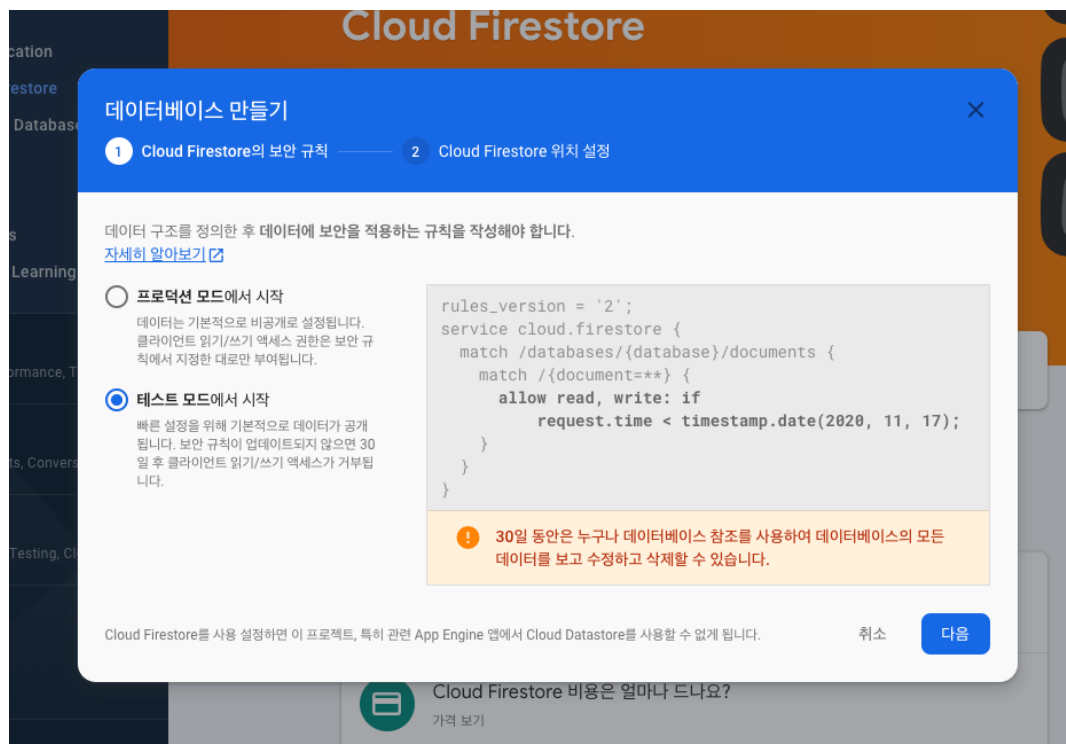 Cloud Firestore
cation
estore
Database
s
Learning
ormance, T
ts, Convers
Testing, Cl
데이터베이스 만들기
1 Cloud Firestore의 보안 규칙
2 Cloud Firestore 위치 설정
데이터 구조를 정의한 후 데이터에 보안을 적용하는 규칙을 작성해야 합니다.
자세히 알아보기
프로덕션 모드에서 시작
데이터는 기본적으로 비공개로 설정됩니다.
클라이언트 읽기/쓰기 액세스 권한은 보안 규
칙에서 지정한 대로만 부여됩니다.
테스트 모드에서 시작
빠른 설정을 위해 기본적으로 데이터가 공개
됩니다. 보안 규칙이 업데이트되지 않으면 30
일 후 클라이언트 읽기/쓰기 액세스가 거부됩
니다.
rules_version = '2';
service cloud.firestore {
match /databases/{database}/documents {
match /{document=**} {
allow read, write: if
request.time < timestamp.date(2020, 11, 17);
}
}
}
30일 동안은 누구나 데이터베이스 참조를 사용하여 데이터베이스의 모든
데이터를 보고 수정하고 삭제할 수 있습니다.
Cloud Firestore를 사용 설정하면 이 프로젝트, 특히 관련 App Engine 앱에서 Cloud Datastore를 사용할 수 없게 됩니다.
취소
다음
Cloud Firestore 비용은 얼마나 드나요?
가격 보기